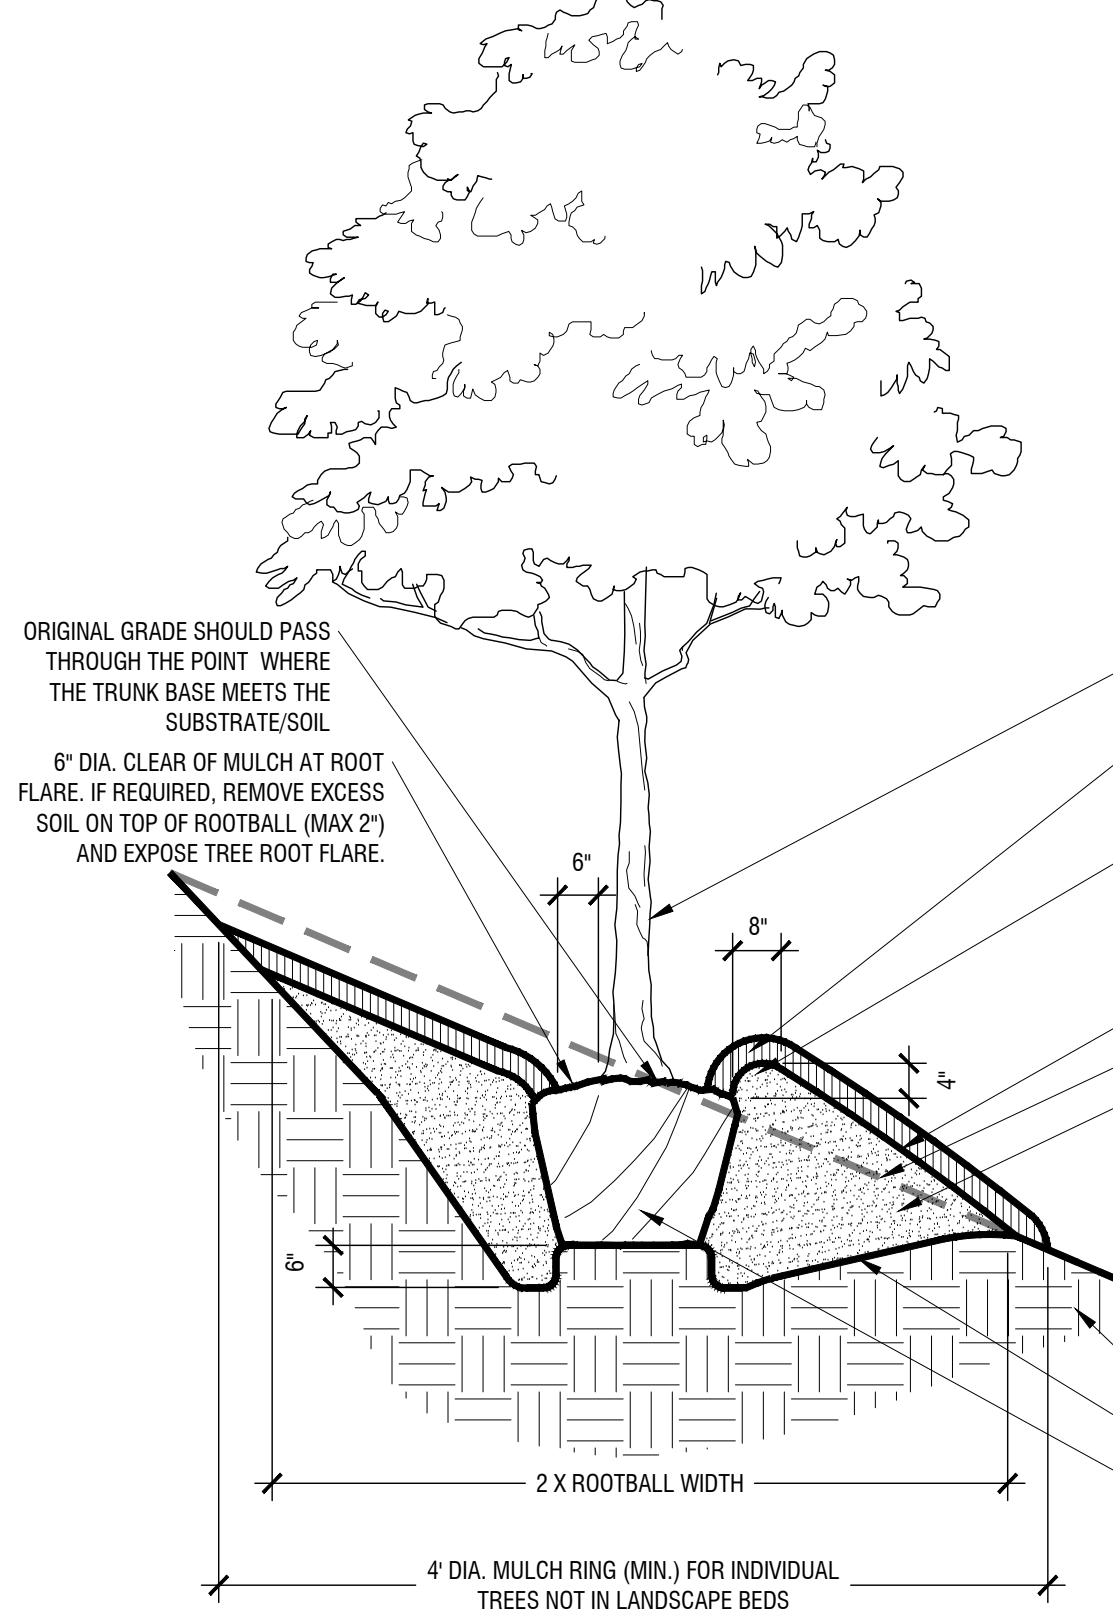 ORIGINAL GRADE SHOULD PASS
THROUGH THE POINT WHERE
THE TRUNK BASE MEETS THE
SUBSTRATE/SOIL
6" DIA. CLEAR OF MULCH AT ROOT
FLARE. IF REQUIRED, REMOVE EXCESS
SOIL ON TOP OF ROOTBALL (MAX 2")
AND EXPOSE TREE ROOT FLARE.
6"
8"
4"
6"
2 X ROOTBALL WIDTH
4' DIA. MULCH RING (MIN.) FOR INDIVIDUAL
TREES NOT IN LANDSCAPE BEDS